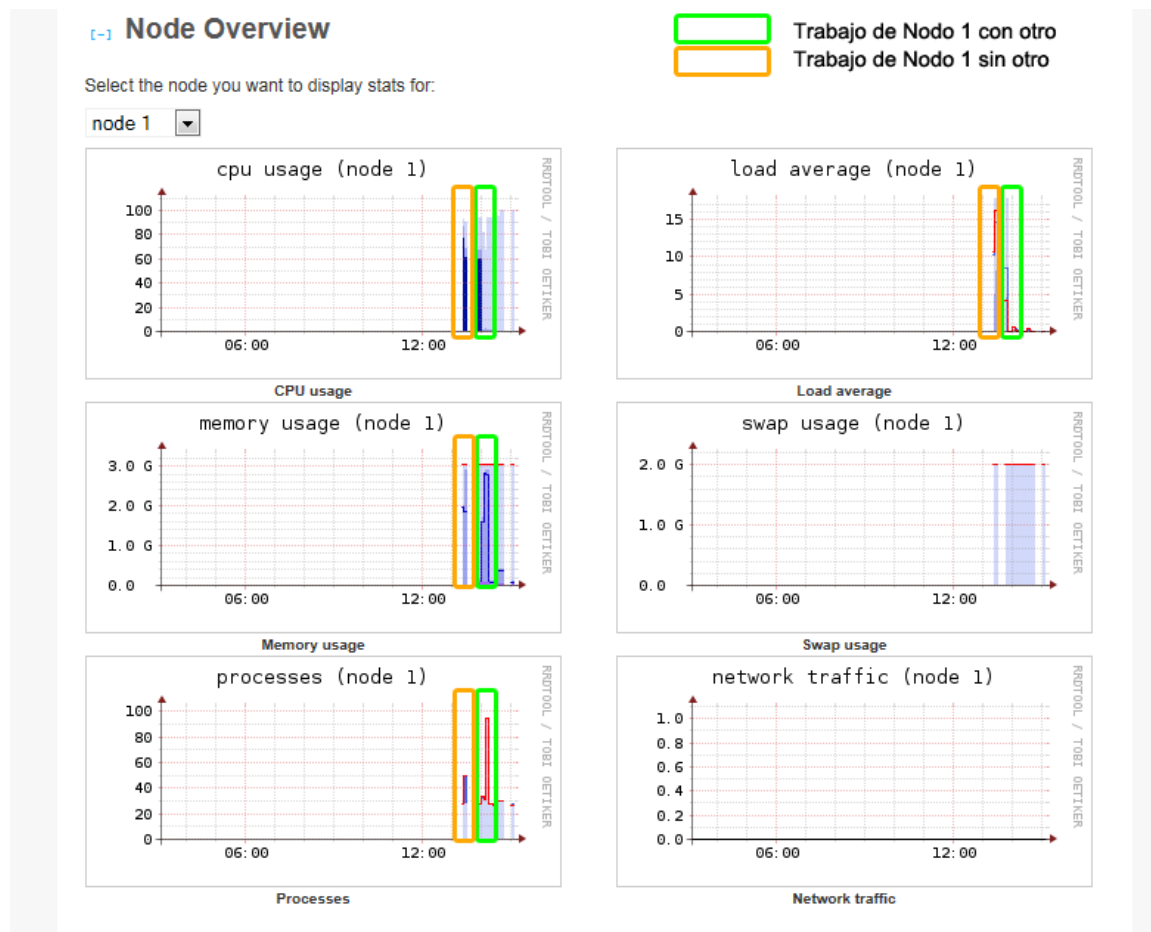 [-] Node Overview
Trabajo de Nodo 1 con otro
Trabajo de Nodo 1 sin otro
Select the node you want to display stats for:
node 1
cpu usage (node 1)
RRDTOOL / TOBI OETIKER
100
80
60
40
20
0
06:00 12:00
CPU usage
load average (node 1)
RRDTOOL / TOBI OETIKER
15
10
5
0
06:00 12:00
Load average
memory usage (node 1)
RRDTOOL / TOBI OETIKER
3.0 G
2.0 G
1.0 G
0.0
06:00 12:00
Memory usage
swap usage (node 1)
RRDTOOL / TOBI OETIKER
2.0 G
1.0 G
0.0
06:00 12:00
Swap usage
processes (node 1)
RRDTOOL / TOBI OETIKER
100
80
60
40
20
0
06:00 12:00
Processes
network traffic (node 1)
RRDTOOL / TOBI OETIKER
1.0
0.8
0.6
0.4
0.2
0.0
06:00 12:00
Network traffic